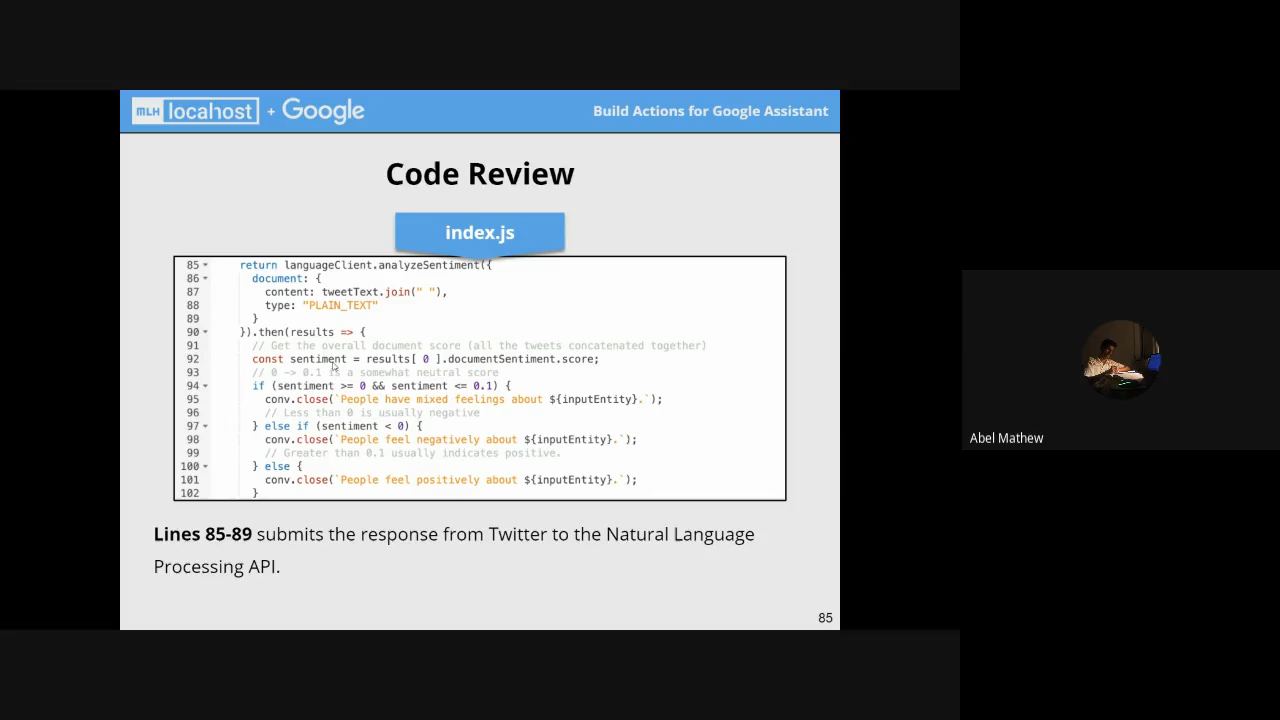 MLH localhost + Google
Build Actions for Google Assistant
Code Review
index.js
85 return languageClient.analyzeSentiment({
86 document: {
87 content: tweetText.join(" "),
88 type: "PLAIN_TEXT"
89 }
90 }).then(results => {
91 // Get the overall document score (all the tweets concatenated together)
92 const sentiment = results[ 0 ].documentSentiment.score;
93 // 0 -> 0.1 is a somewhat neutral score
94 if (sentiment >= 0 && sentiment <= 0.1) {
95 conv.close(`People have mixed feelings about ${inputEntity}.`);
96 // Less than 0 is usually negative
97 } else if (sentiment < 0) {
98 conv.close(`People feel negatively about ${inputEntity}.`);
99 // Greater than 0.1 usually indicates positive.
100 } else {
101 conv.close(`People feel positively about ${inputEntity}.`);
102 }
Lines 85-89 submits the response from Twitter to the Natural Language
Processing API.
85
Abel Mathew